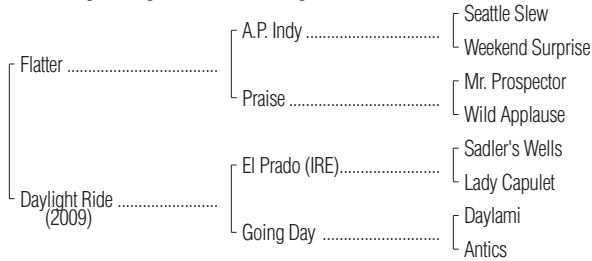 Seattle Slew
A.P. Indy ..............................
Weekend Surprise
Flatter ..................................
Mr. Prospector
Praise ..................................
Wild Applause
Sadler's Wells
El Prado (IRE)......................
Lady Capulet
Daylight Ride ......................
(2009)
Daylami
Going Day ..........................
Antics